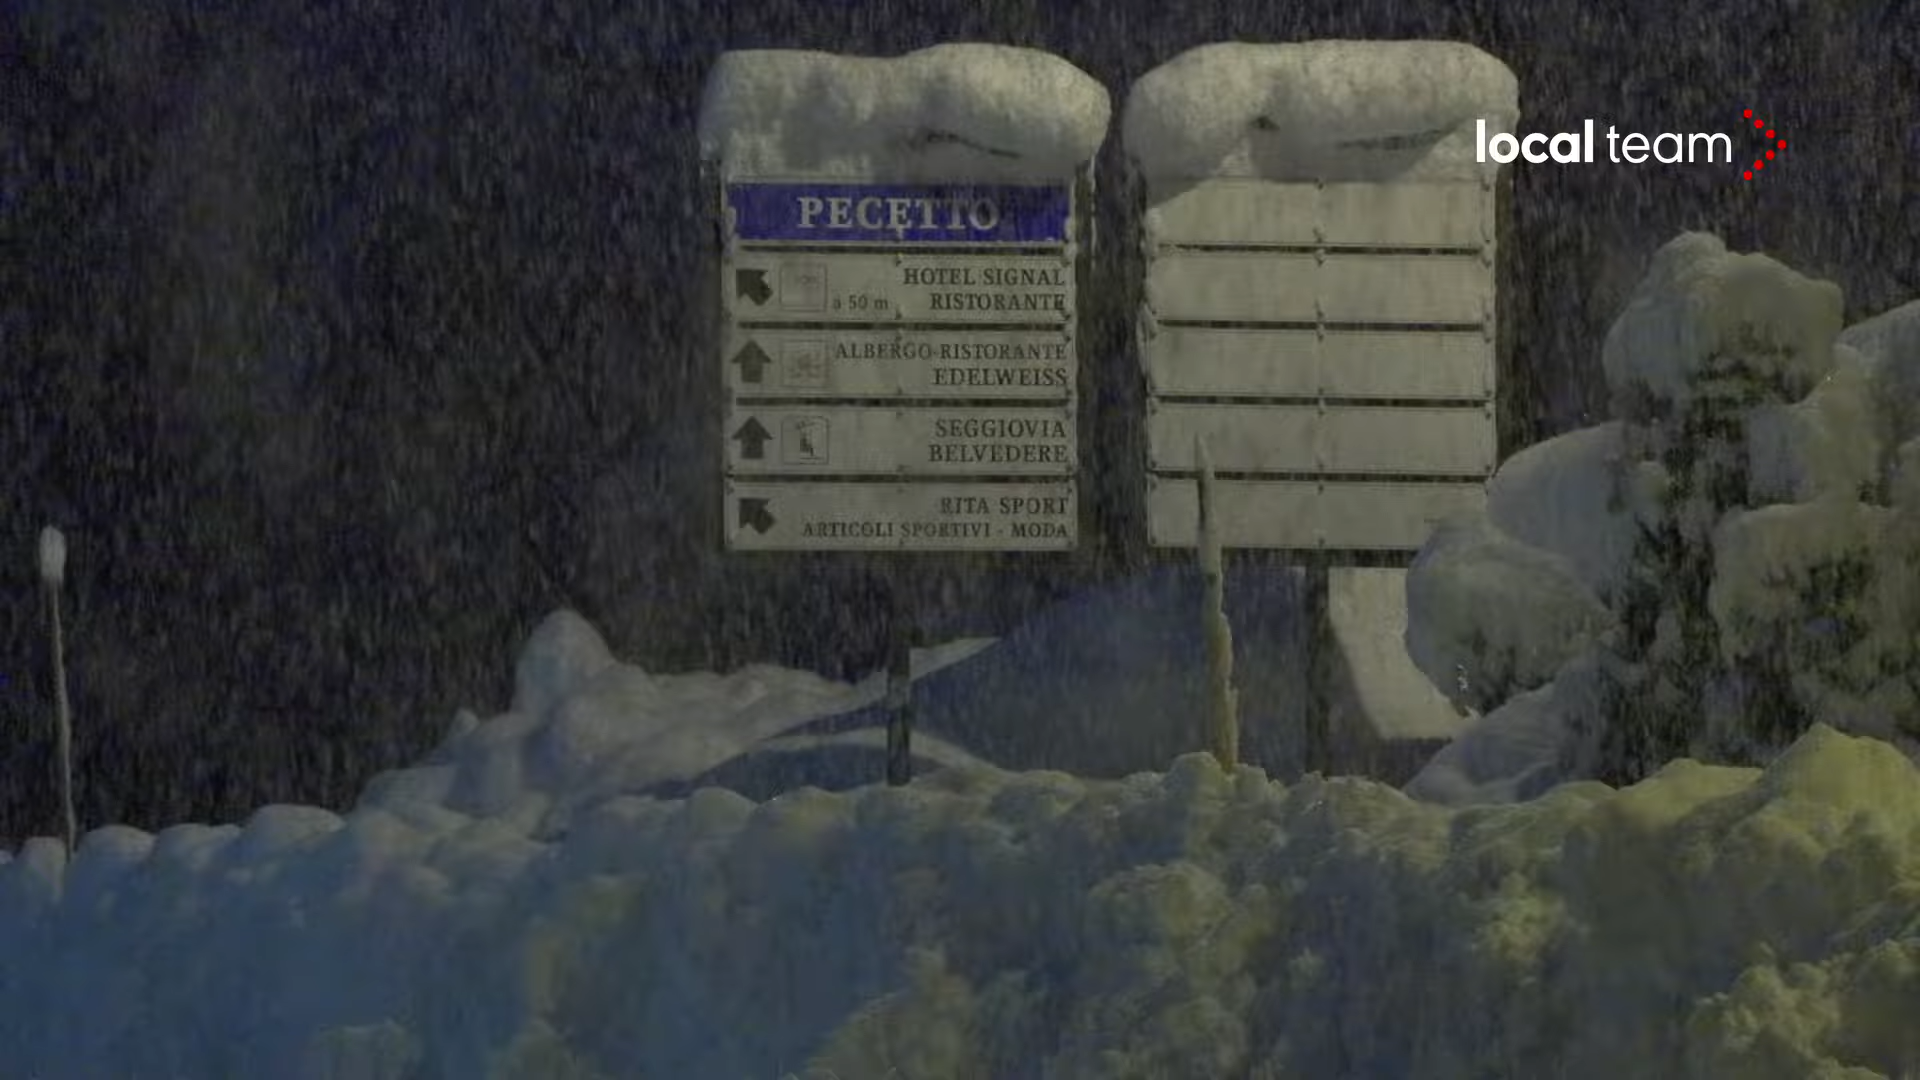 local team
PECETTO
HOTEL SIGNAL
a 50 m RISTORANTE
ALBERGO-RISTORANTE
EDELWEISS
SEGGIOVIA
BELVEDERE
RITA SPORT
ARTICOLI SPORTIVI - MODA